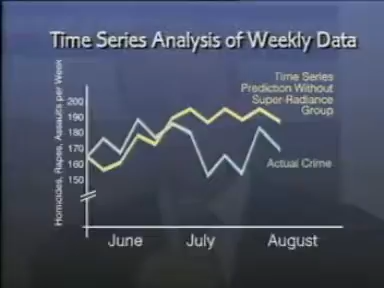 Time Series Analysis of Weekly Data
Time Series
Prediction Without
Super-Radiance
Group
Homicides, Rapes, Assaults per Week
200
190
180
170
160
150
Actual Crime
June
July
August